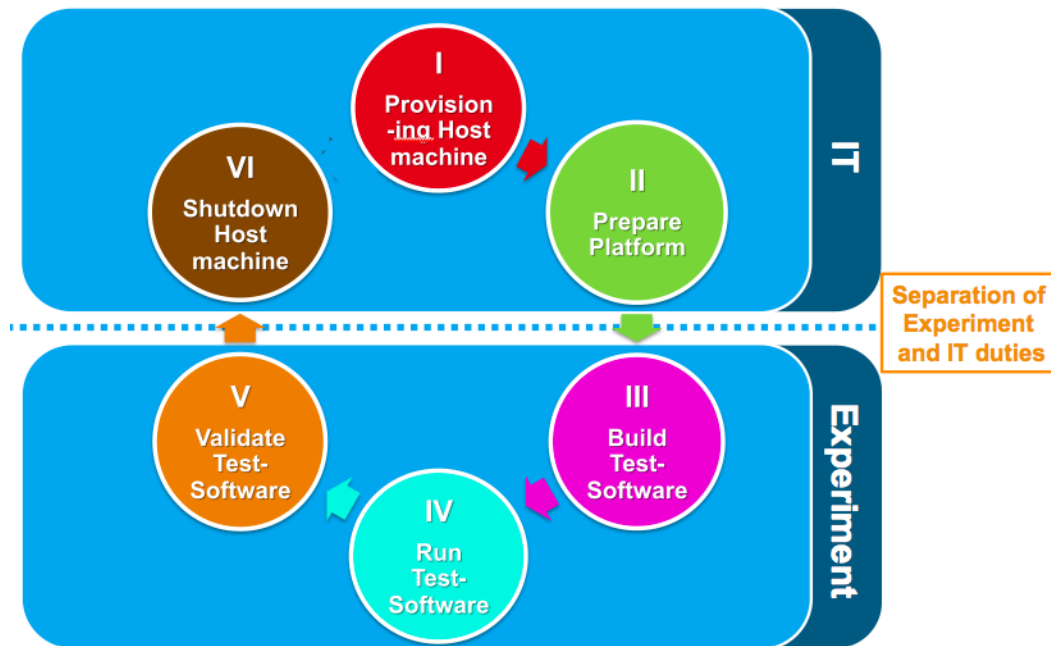 I
Provision
-ing Host
machine
II
Prepare
Platform
III
Build
Test-
Software
IV
Run
Test-
Software
V
Validate
Test-
Software
VI
Shutdown
Host
machine
IT
Separation of
Experiment
and IT duties
Experiment